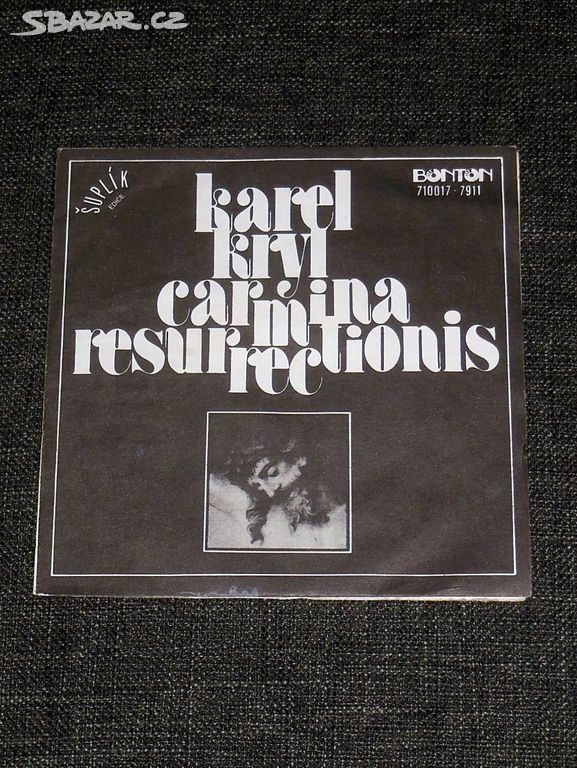 SBAZAR.CZ
ŠUPLÍK
EDICE
BONTON
710017 · 7911
karel
kryl
carmina
resurrectionis